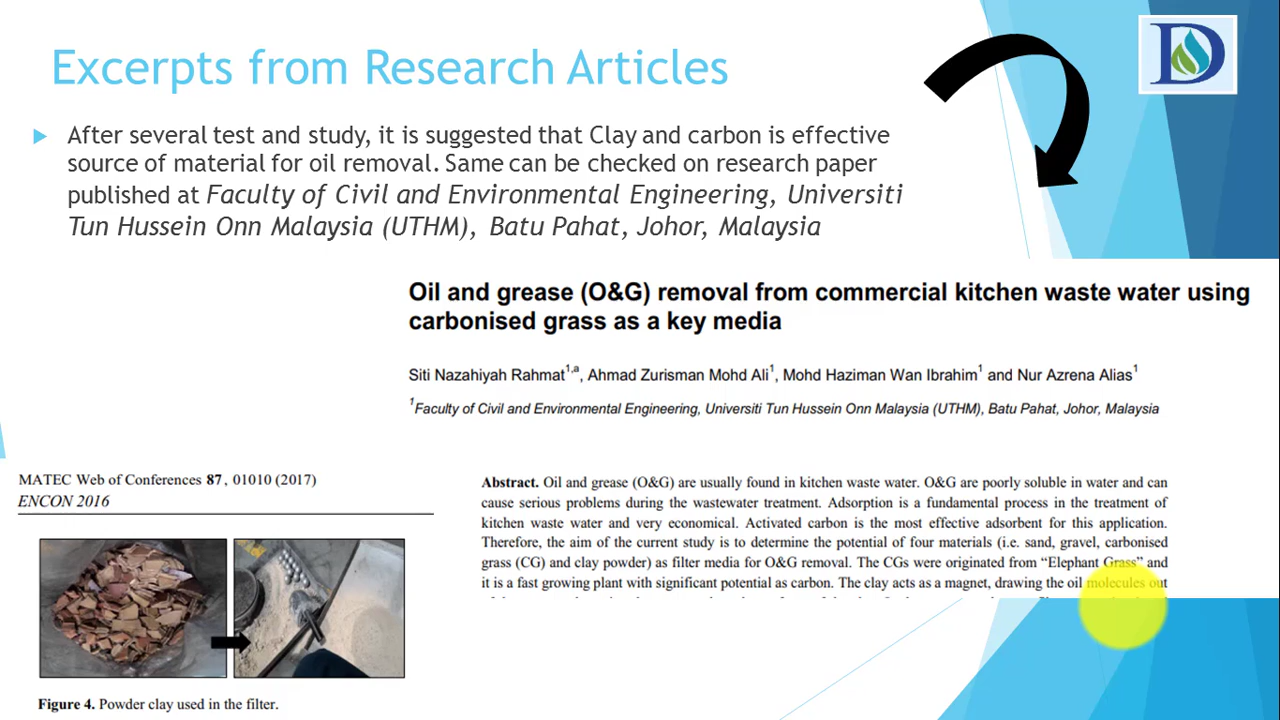 Excerpts from Research Articles
D
After several test and study, it is suggested that Clay and carbon is effective
source of material for oil removal. Same can be checked on research paper
published at Faculty of Civil and Environmental Engineering, Universiti
Tun Hussein Onn Malaysia (UTHM), Batu Pahat, Johor, Malaysia
Oil and grease (O&G) removal from commercial kitchen waste water using
carbonised grass as a key media
Siti Nazahiyah Rahmat1,a, Ahmad Zurisman Mohd Ali1, Mohd Haziman Wan Ibrahim1 and Nur Azrena Alias1
1Faculty of Civil and Environmental Engineering, Universiti Tun Hussein Onn Malaysia (UTHM), Batu Pahat, Johor, Malaysia
MATEC Web of Conferences 87, 01010 (2017)
ENCON 2016
Abstract. Oil and grease (O&G) are usually found in kitchen waste water. O&G are poorly soluble in water and can
cause serious problems during the wastewater treatment. Adsorption is a fundamental process in the treatment of
kitchen waste water and very economical. Activated carbon is the most effective adsorbent for this application.
Therefore, the aim of the current study is to determine the potential of four materials (i.e. sand, gravel, carbonised
grass (CG) and clay powder) as filter media for O&G removal. The CGs were originated from “Elephant Grass” and
it is a fast growing plant with significant potential as carbon. The clay acts as a magnet, drawing the oil molecules out
Figure 4. Powder clay used in the filter.